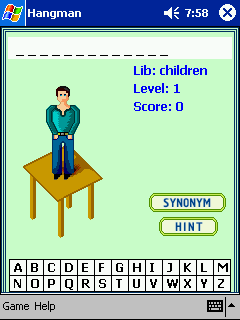 Hangman 7:58
_ _ _ _ _ _ _ _ _ _ _ _ _
Lib: children
Level: 1
Score: 0
SYNONYM
HINT
A B C D E F G H I J K L M
N O P Q R S T U V W X Y Z
Game Help